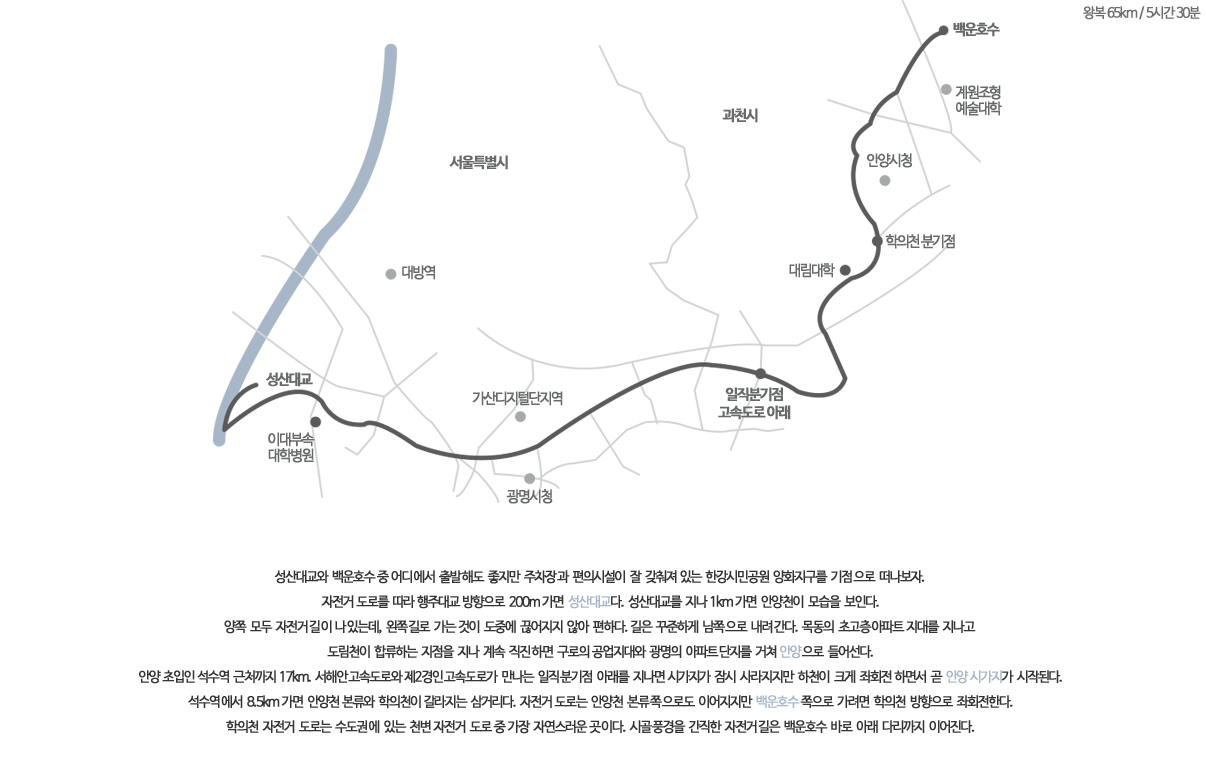 왕복 65km / 5시간 30분
백운호수
계원조형
예술대학
과천시
안양시청
서울특별시
학의천 분기점
대림대학
대방역
성산대교
가산디지털단지역
일직분기점
고속도로 아래
이대부속
대학병원
광명시청
성산대교와 백운호수 중 어디에서 출발해도 좋지만 주차장과 편의시설이 잘 갖춰져 있는 한강시민공원 양화지구를 기점으로 떠나보자.
자전거 도로를 따라 행주대교 방향으로 200m 가면 성산대교다. 성산대교를 지나 1km 가면 안양천이 모습을 보인다.
양쪽 모두 자전거길이 나있는데, 왼쪽길로 가는 것이 도중에 끊어지지 않아 편하다. 길은 꾸준하게 남쪽으로 내려간다. 목동의 초고층아파트 지대를 지나고
도림천이 합류하는 지점을 지나 계속 직진하면 구로의 공업지대와 광명의 아파트단지를 거쳐 안양으로 들어선다.
안양 초입인 석수역 근처까지 17km. 서해안고속도로와 제2경인고속도로가 만나는 일직분기점 아래를 지나면 시가지가 잠시 사라지지만 하천이 크게 좌회전 하면서 곧 안양 시가지가 시작된다.
석수역에서 8.5km 가면 안양천 본류와 학의천이 갈라지는 삼거리다. 자전거 도로는 안양천 본류쪽으로도 이어지지만 백운호수 쪽으로 가려면 학의천 방향으로 좌회전한다.
학의천 자전거 도로는 수도권에 있는 천변 자전거 도로 중 가장 자연스러운 곳이다. 시골풍경을 간직한 자전거길은 백운호수 바로 아래 다리까지 이어진다.